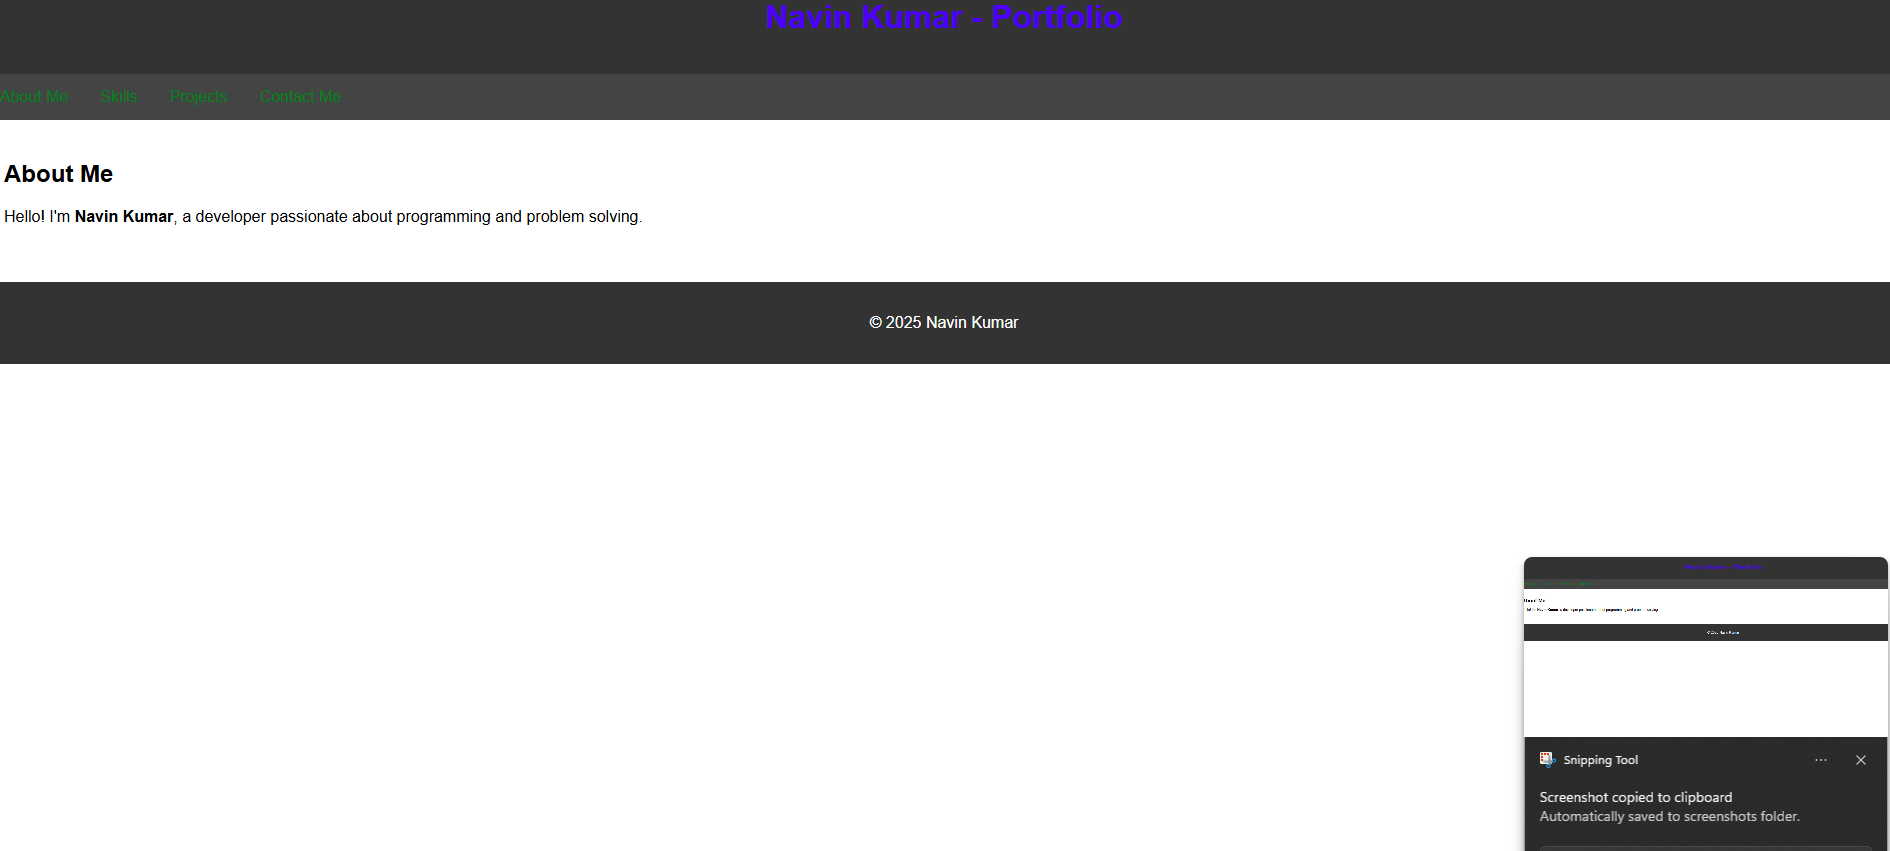 Navin Kumar - Portfolio
About Me Skills Projects Contact Me
About Me
Hello! I'm Navin Kumar, a developer passionate about programming and problem solving.
© 2025 Navin Kumar
Snipping Tool
Screenshot copied to clipboard
Automatically saved to screenshots folder.